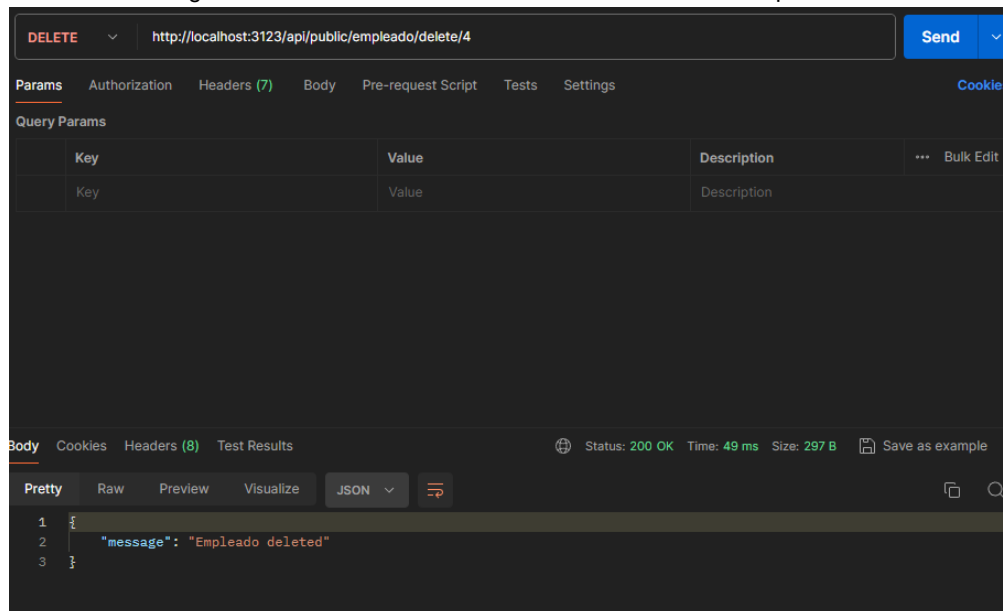 DELETE http://localhost:3123/api/public/empleado/delete/4 Send
Params Authorization Headers (7) Body Pre-request Script Tests Settings Cookie
Query Params
Key Value Description ••• Bulk Edit
Key Value Description
Body Cookies Headers (8) Test Results Status: 200 OK Time: 49 ms Size: 297 B Save as example
Pretty Raw Preview Visualize JSON
1 {
2 "message": "Empleado deleted"
3 }